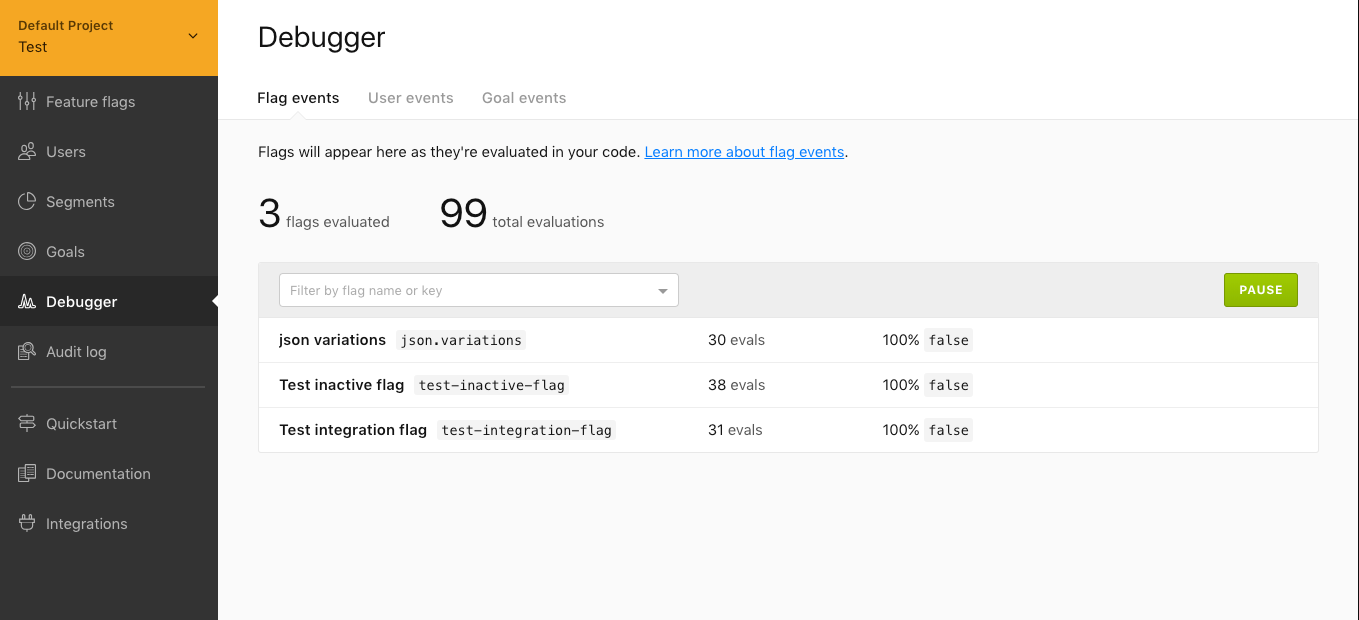 Default Project
Test
Feature flags
Users
Segments
Goals
Debugger
Audit log
Quickstart
Documentation
Integrations
Debugger
Flag events User events Goal events
Flags will appear here as they're evaluated in your code. Learn more about flag events.
3 flags evaluated 99 total evaluations
Filter by flag name or key PAUSE
json variations json.variations 30 evals 100% false
Test inactive flag test-inactive-flag 38 evals 100% false
Test integration flag test-integration-flag 31 evals 100% false